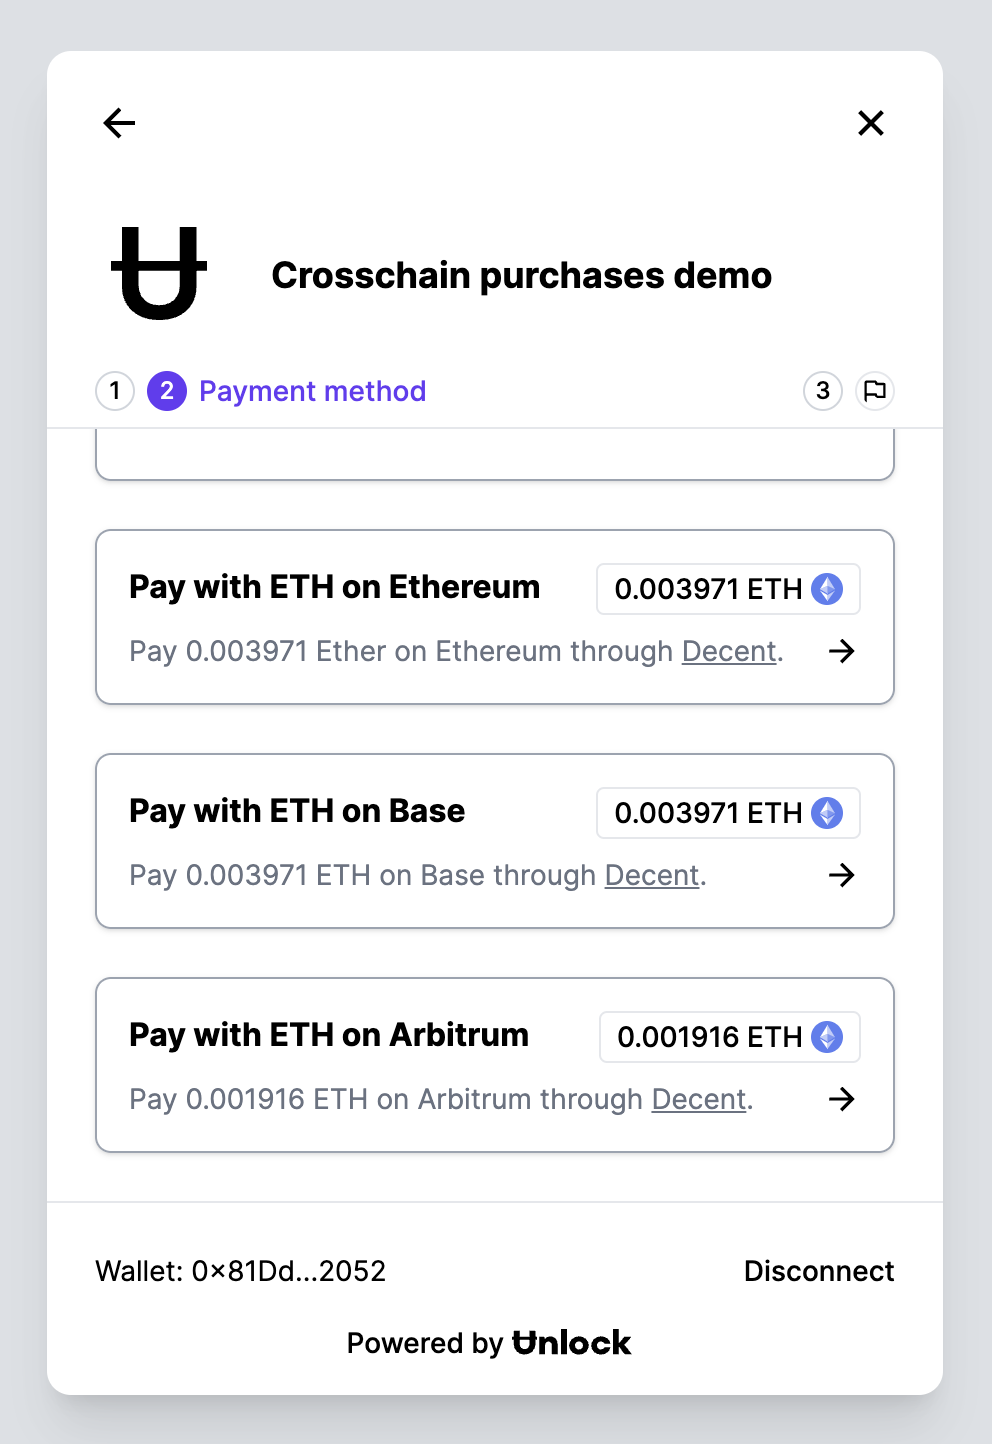 Crosschain purchases demo
1 2 Payment method 3
Pay with ETH on Ethereum 0.003971 ETH
Pay 0.003971 Ether on Ethereum through Decent.
Pay with ETH on Base 0.003971 ETH
Pay 0.003971 ETH on Base through Decent.
Pay with ETH on Arbitrum 0.001916 ETH
Pay 0.001916 ETH on Arbitrum through Decent.
Wallet: 0x81Dd...2052 Disconnect
Powered by Unlock